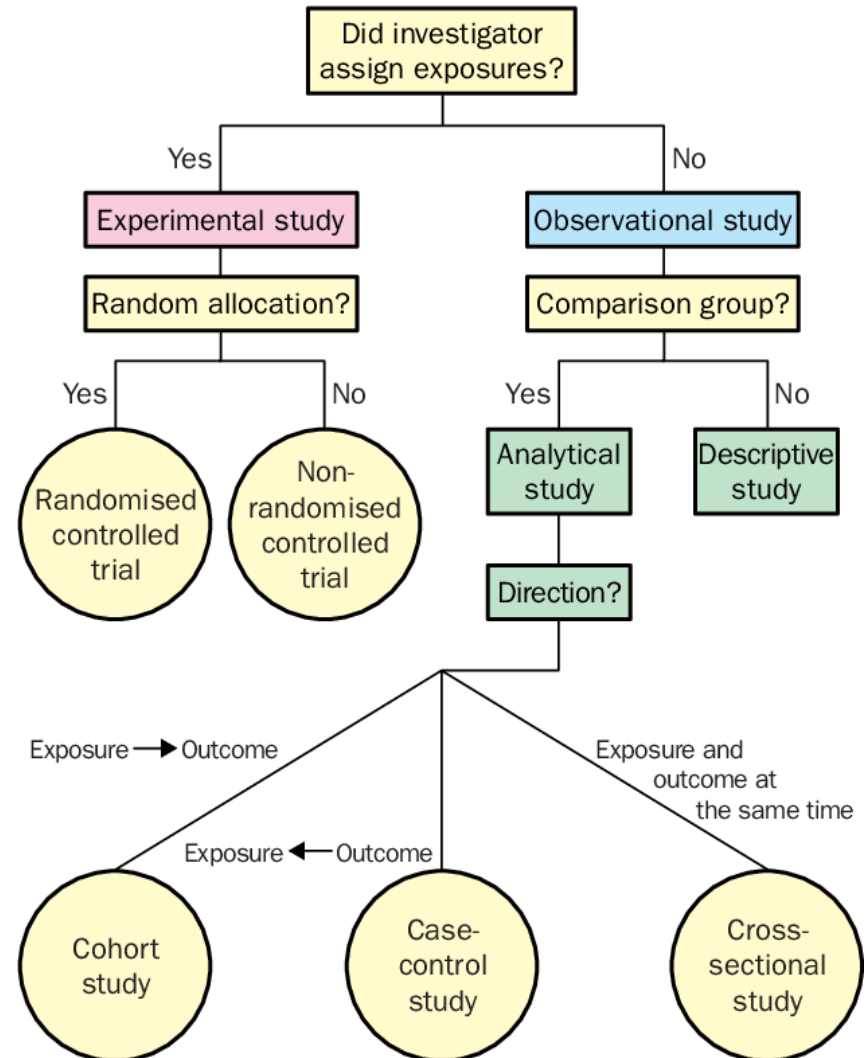 Did investigator
assign exposures?
Yes
No
Experimental study
Observational study
Random allocation?
Comparison group?
Yes
No
Yes
No
Randomised
controlled
trial
Non-
randomised
controlled
trial
Analytical
study
Descriptive
study
Direction?
Exposure → Outcome
Exposure and
outcome at
the same time
Exposure ← Outcome
Cohort
study
Case-
control
study
Cross-
sectional
study